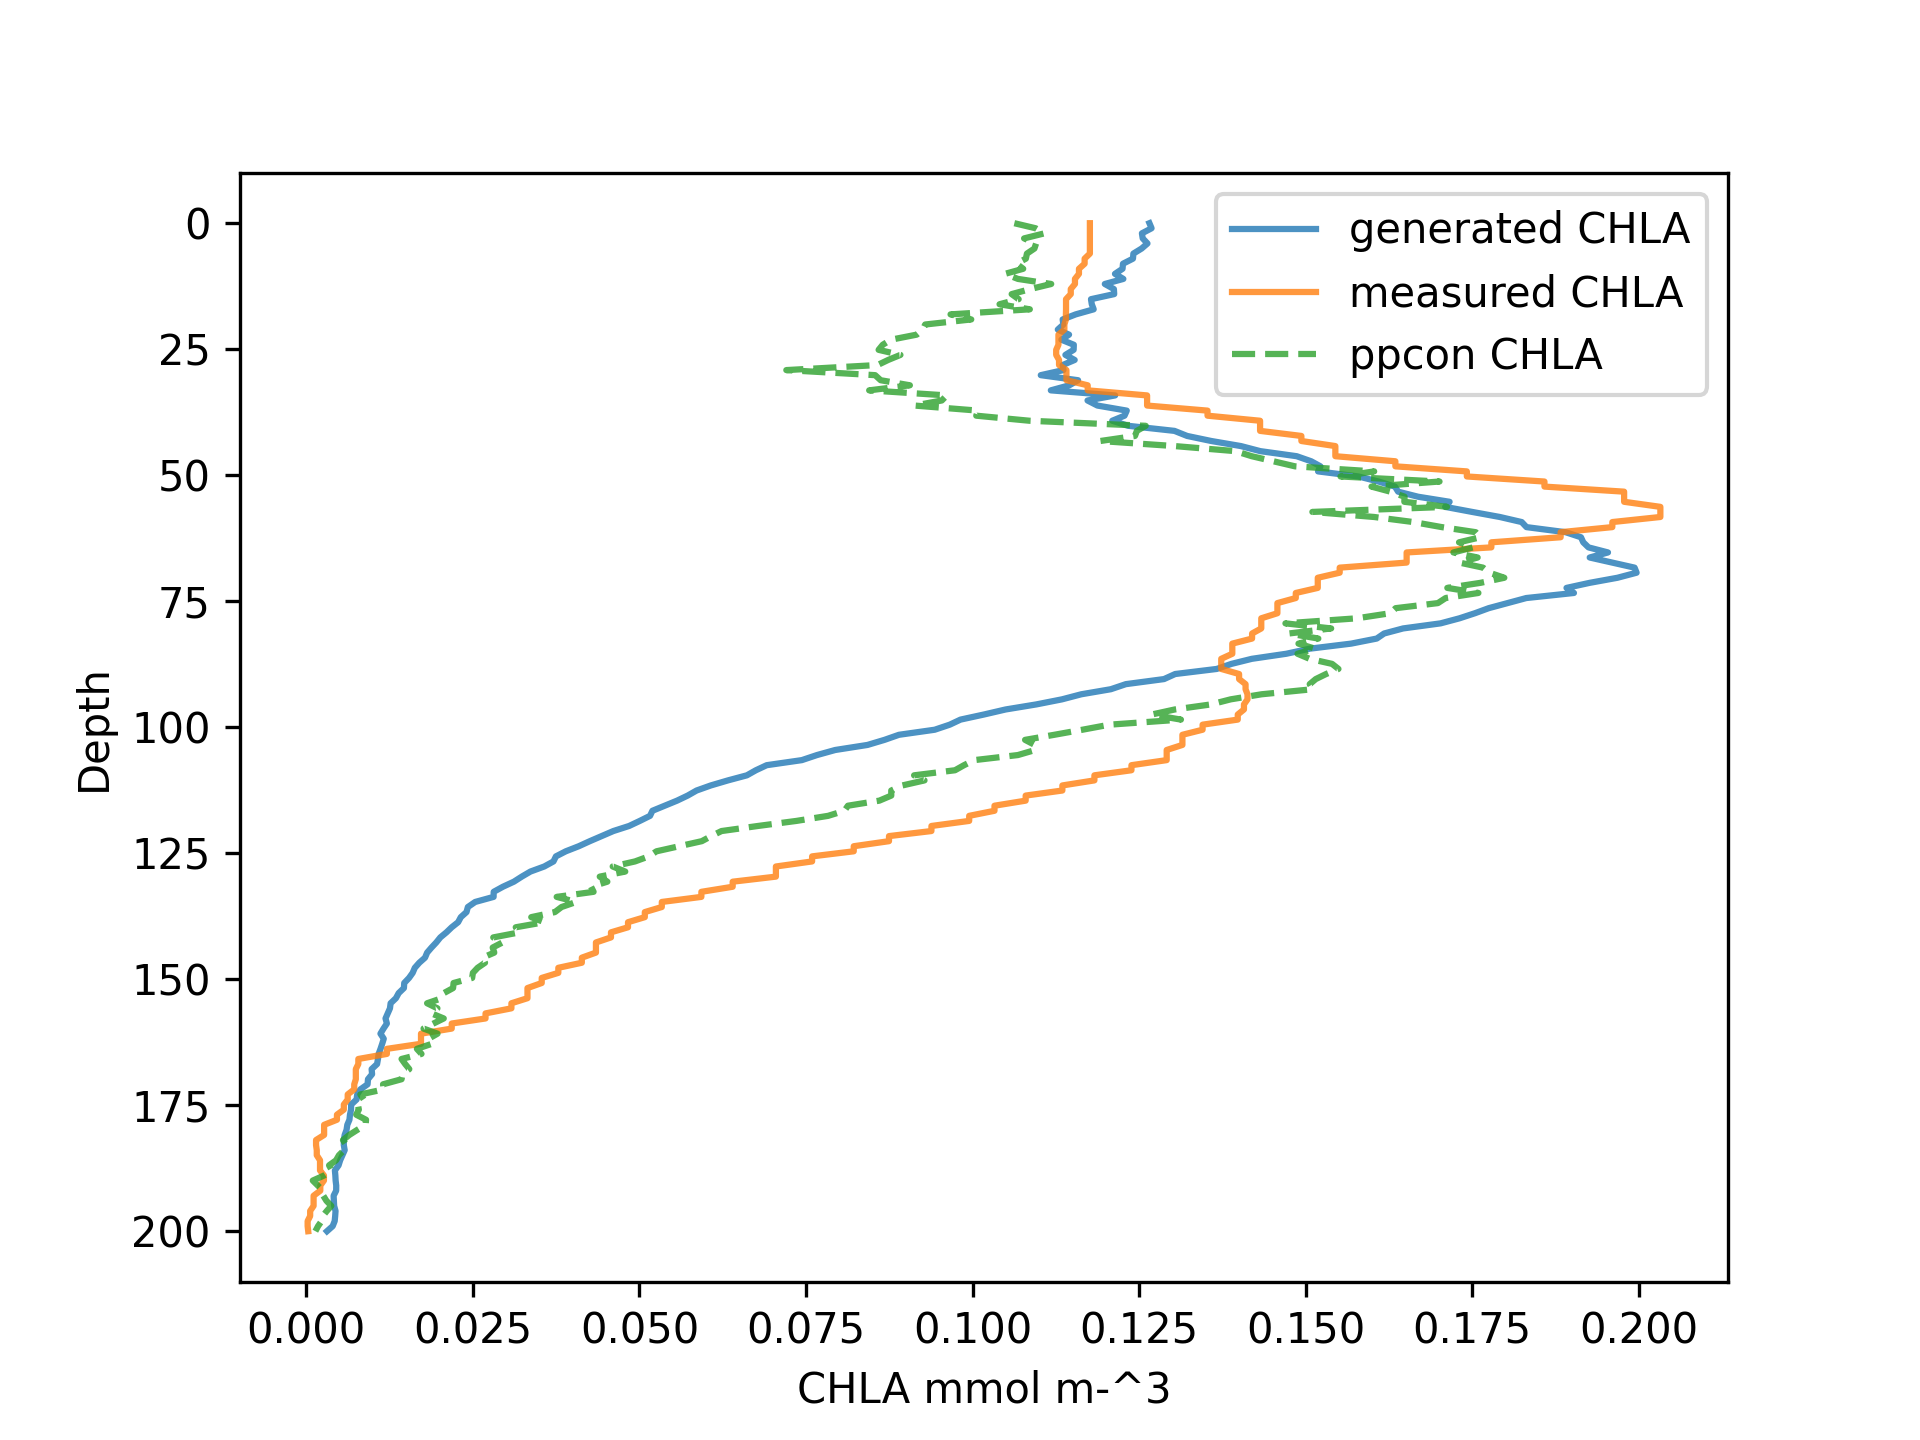 generated CHLA
measured CHLA
ppcon CHLA
0
25
50
75
100
125
150
175
200
Depth
0.000 0.025 0.050 0.075 0.100 0.125 0.150 0.175 0.200
CHLA mmol m-^3